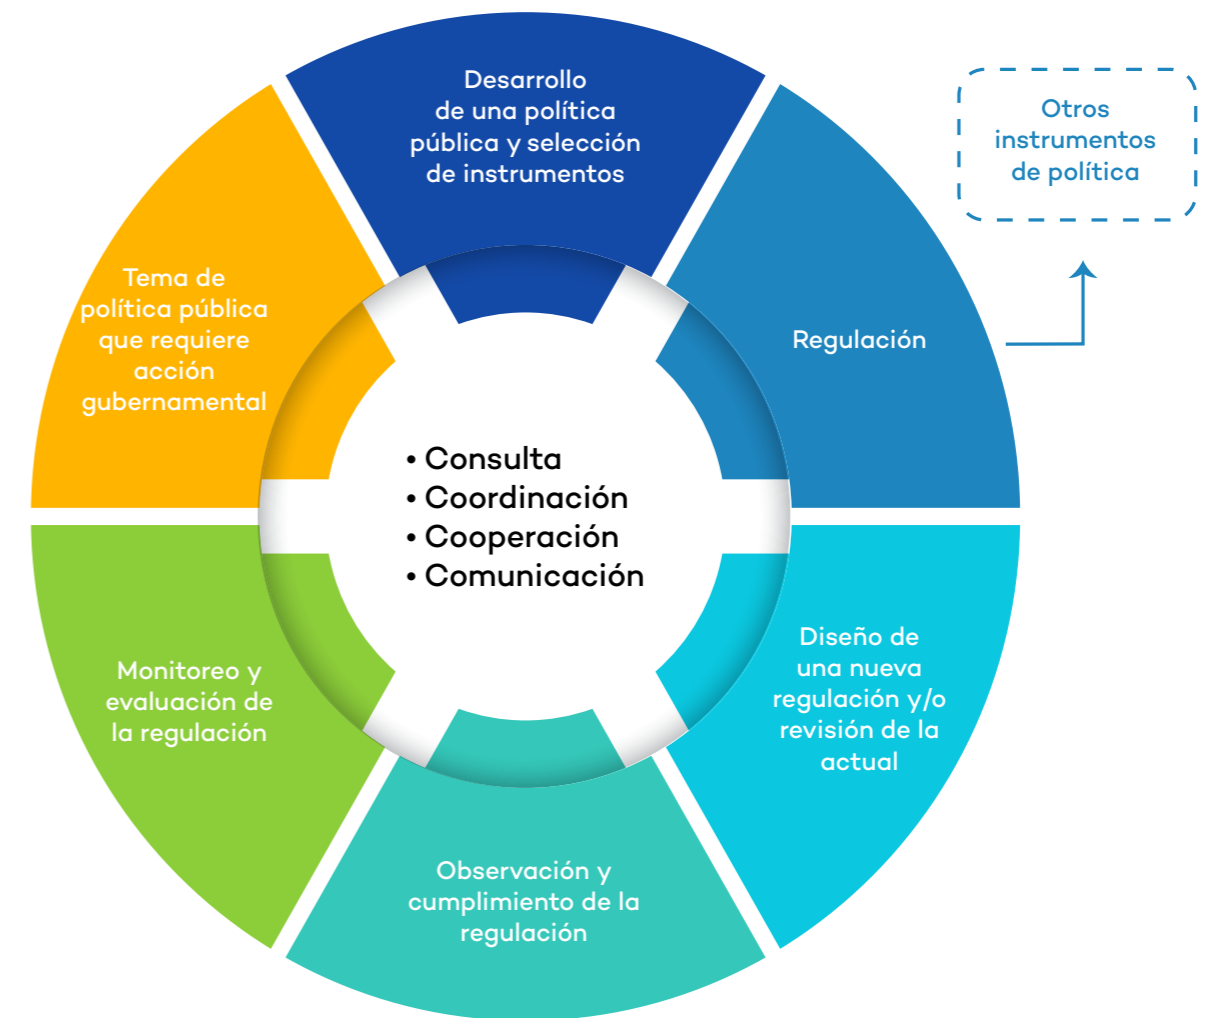 Desarrollo
de una política
pública y selección
de instrumentos
Otros
instrumentos
de política
Regulación
Diseño de
una nueva
regulación y/o
revisión de la
actual
Observación y
cumplimiento de la
regulación
Monitoreo y
evaluación de
la regulación
Tema de
política pública
que requiere
acción
gubernamental
• Consulta
• Coordinación
• Cooperación
• Comunicación